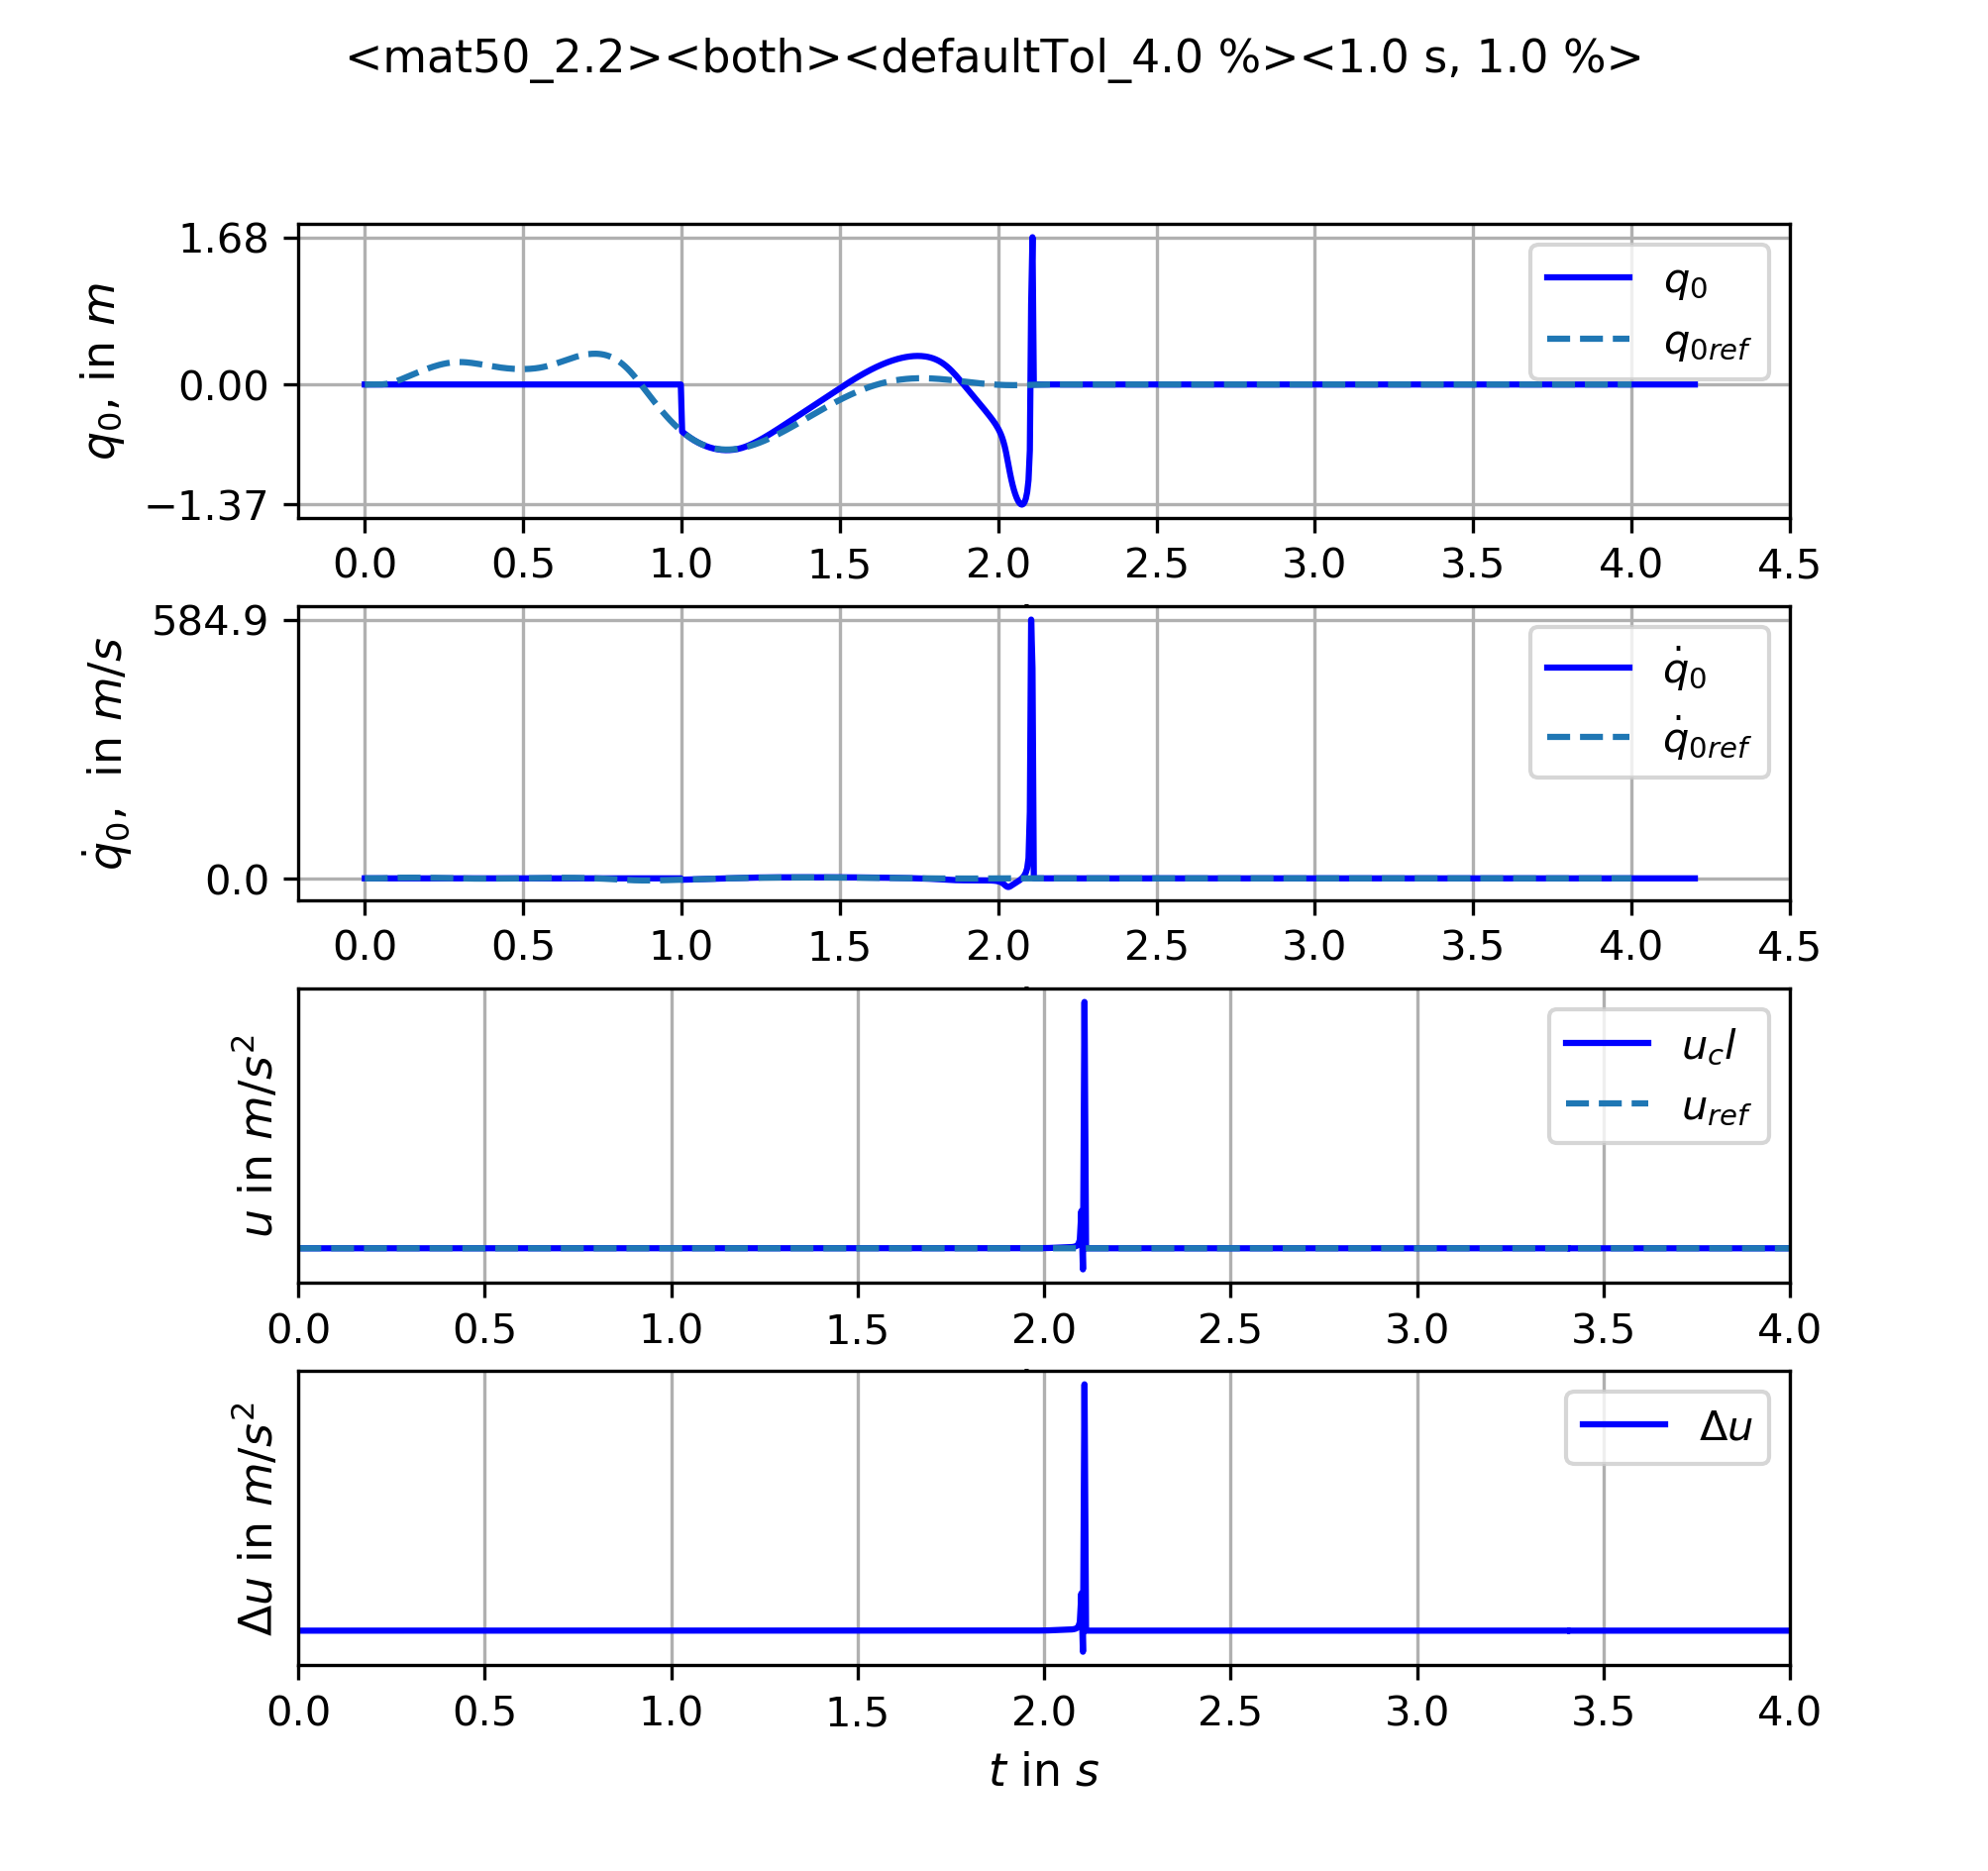 <mat50_2.2><both><defaultTol_4.0 %><1.0 s, 1.0 %>
q₀, in m
1.68
0.00
−1.37
q₀
q₀ref
0.0 0.5 1.0 1.5 2.0 2.5 3.0 3.5 4.0 4.5
q̇₀, in m/s
584.9
0.0
q̇₀
q̇₀ref
0.0 0.5 1.0 1.5 2.0 2.5 3.0 3.5 4.0 4.5
u in m/s²
u_cl
u_ref
0.0 0.5 1.0 1.5 2.0 2.5 3.0 3.5 4.0
Δu in m/s²
Δu
0.0 0.5 1.0 1.5 2.0 2.5 3.0 3.5 4.0
t in s